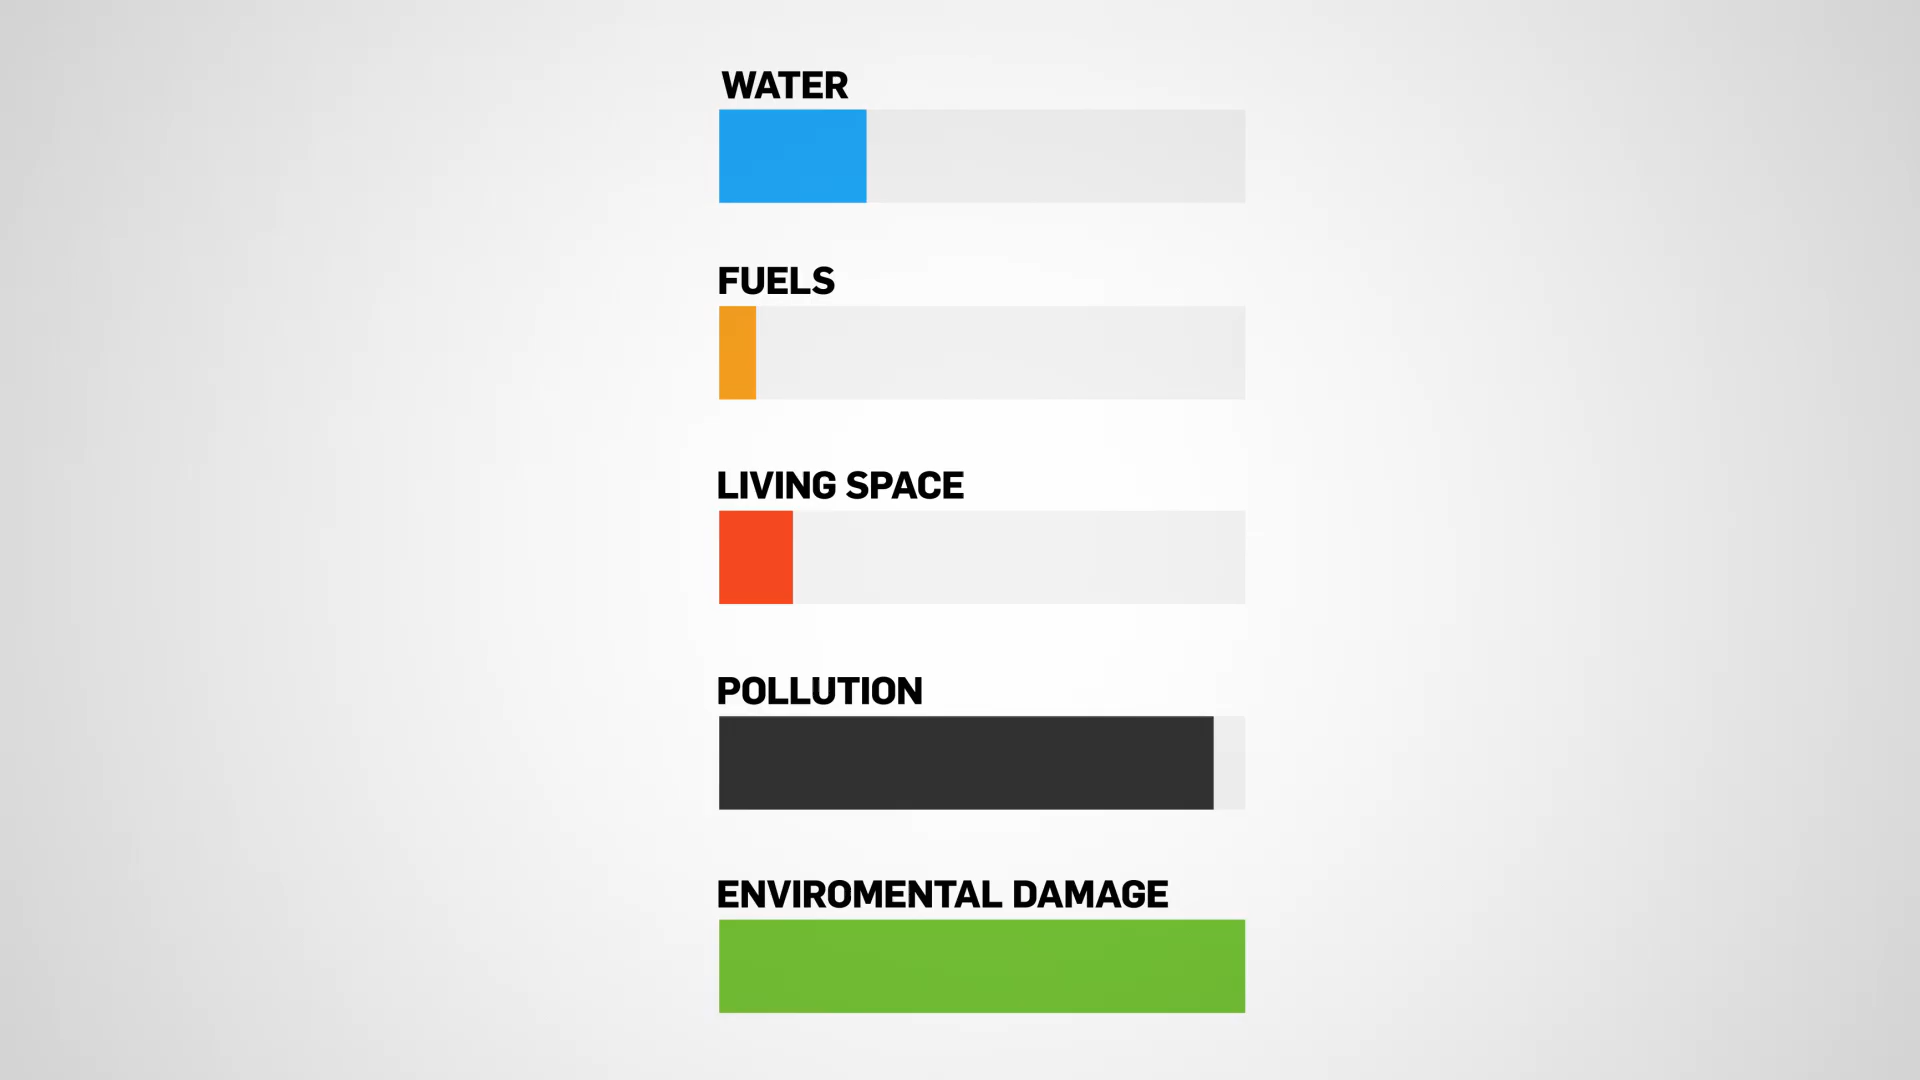 WATER
FUELS
LIVING SPACE
POLLUTION
ENVIROMENTAL DAMAGE